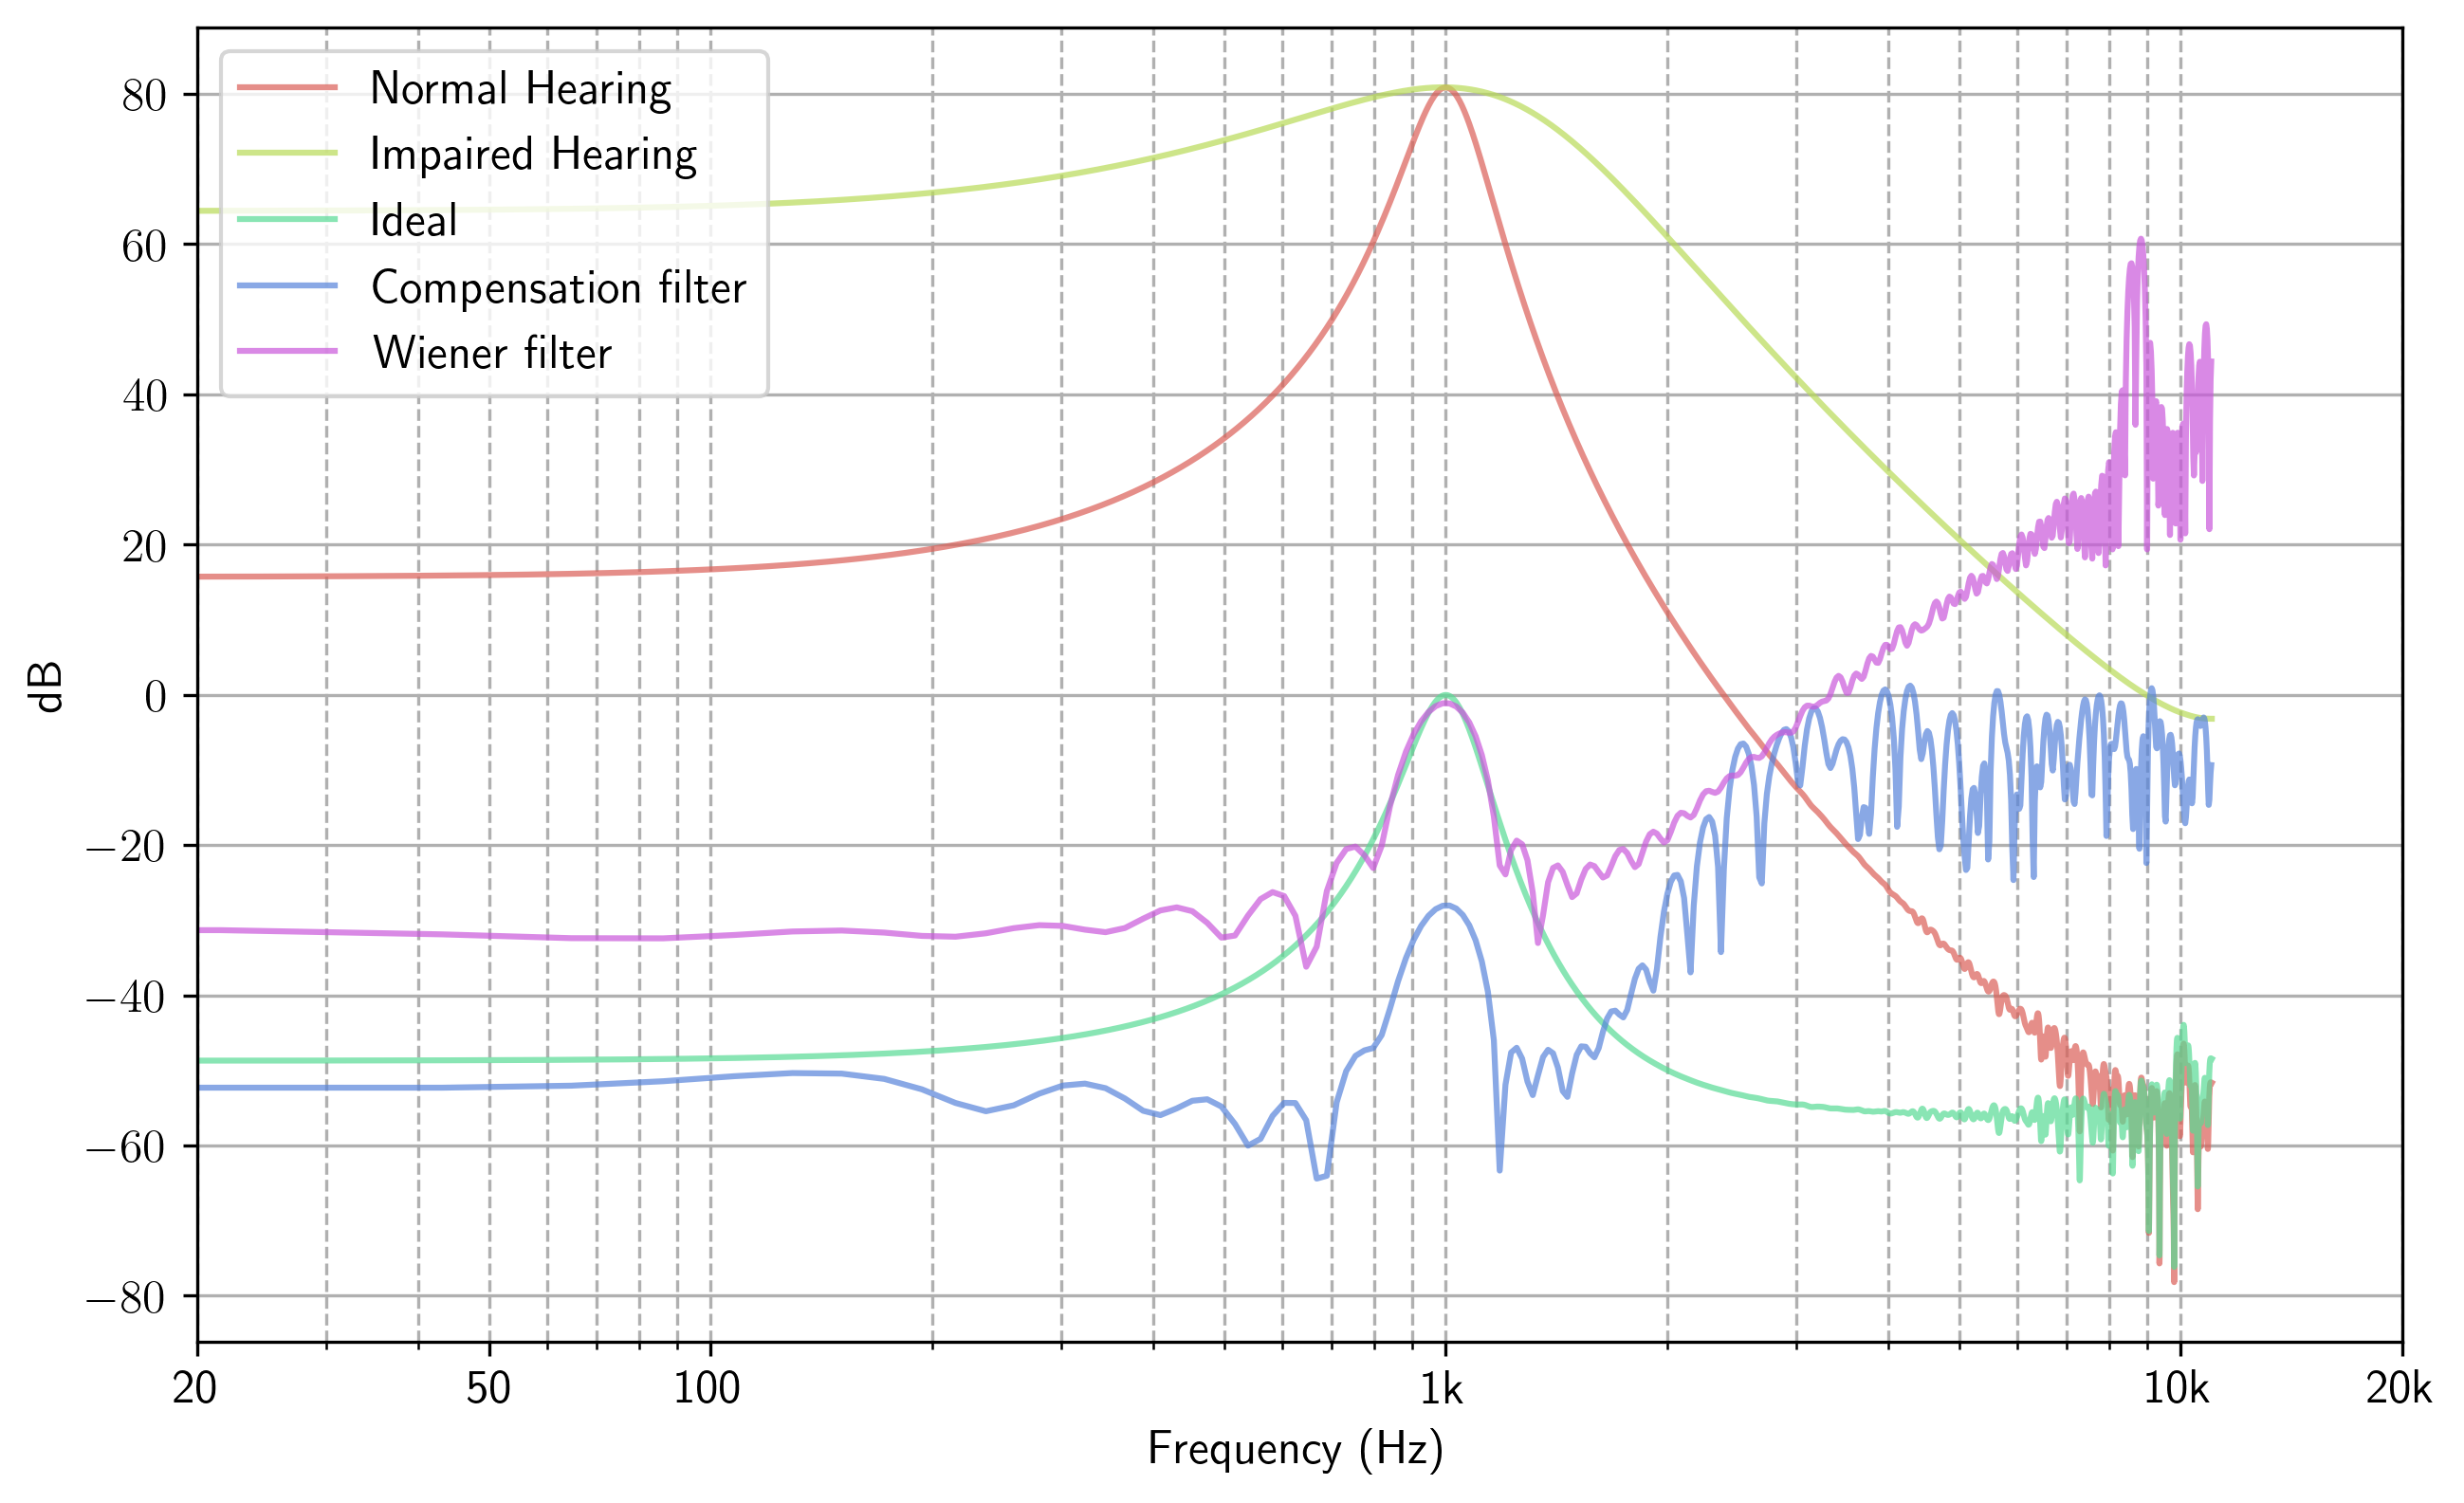 Normal Hearing
Impaired Hearing
Ideal
Compensation filter
Wiener filter
80
60
40
20
0
−20
−40
−60
−80
dB
20 50 100 1k 10k 20k
Frequency (Hz)